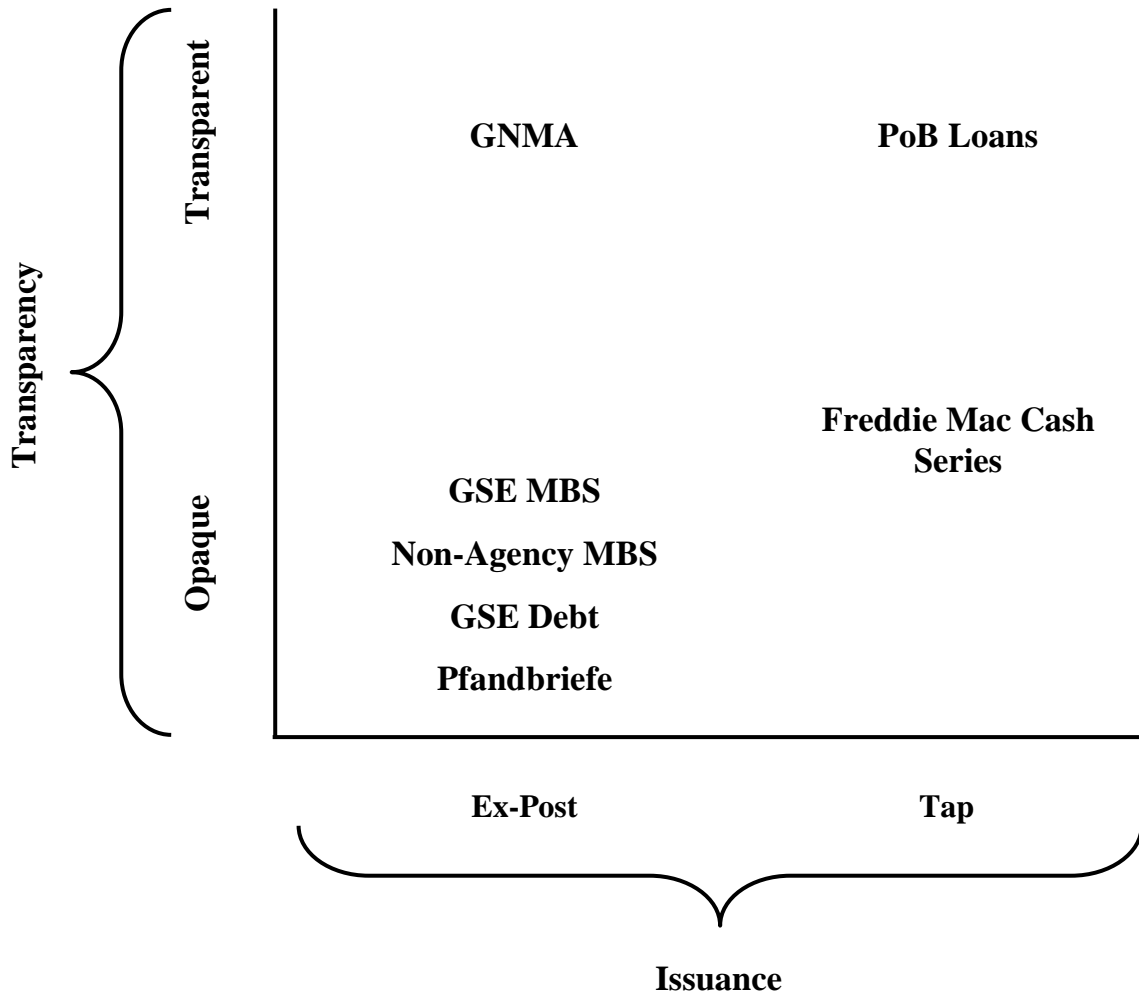 Transparency
Transparent
Opaque
GNMA
PoB Loans
Freddie Mac Cash
Series
GSE MBS
Non-Agency MBS
GSE Debt
Pfandbriefe
Ex-Post
Tap
Issuance